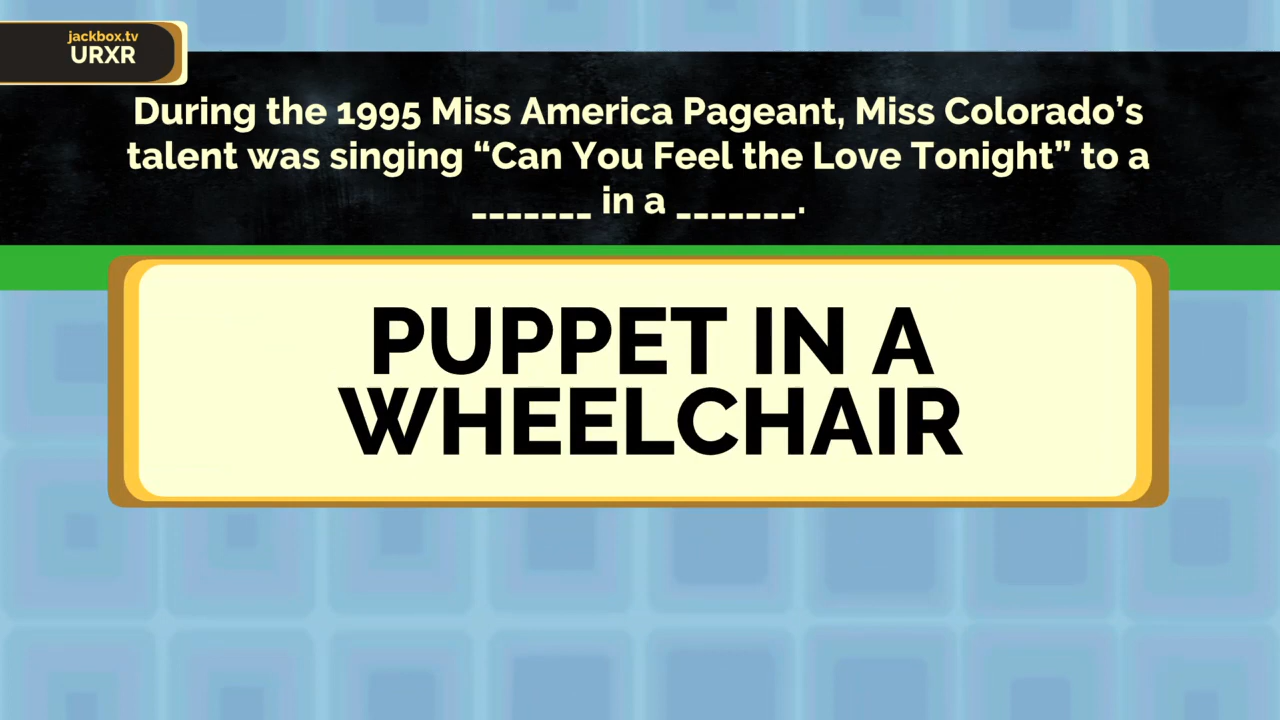 jackbox.tv
URXR
During the 1995 Miss America Pageant, Miss Colorado’s
talent was singing “Can You Feel the Love Tonight” to a
_______ in a _______.
PUPPET IN A
WHEELCHAIR